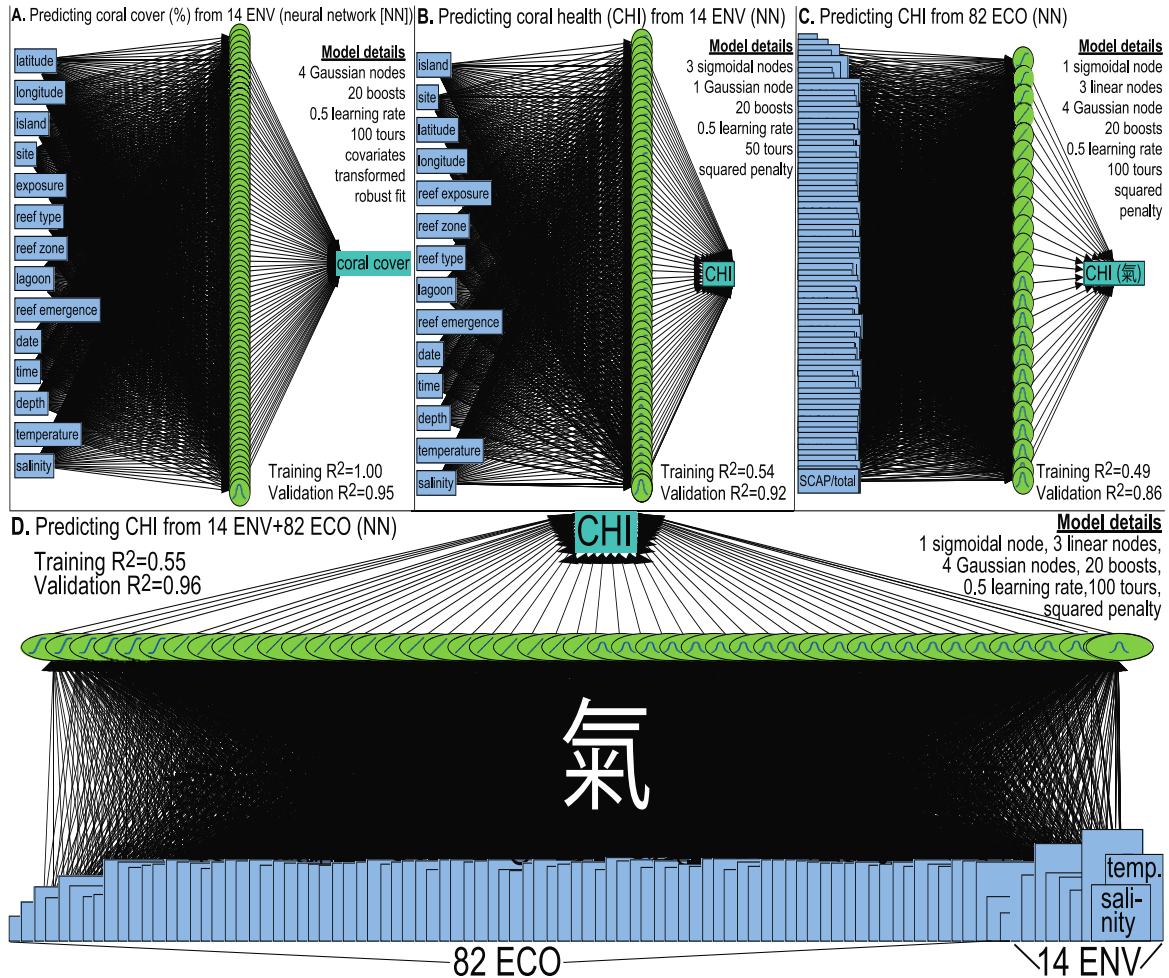 A. Predicting coral cover (%) from 14 ENV (neural network [NN])
Model details
4 Gaussian nodes
20 boosts
0.5 learning rate
100 tours
covariates
transformed
robust fit
latitude
longitude
island
site
exposure
reef type
reef zone
lagoon
reef emergence
date
time
depth
temperature
salinity
coral cover
Training R2=1.00
Validation R2=0.95
B. Predicting coral health (CHI) from 14 ENV (NN)
Model details
3 sigmoidal nodes
1 Gaussian node
20 boosts
0.5 learning rate
50 tours
squared penalty
island
site
latitude
longitude
reef exposure
reef zone
reef type
lagoon
reef emergence
date
time
depth
temperature
salinity
CHI
Training R2=0.54
Validation R2=0.92
C. Predicting CHI from 82 ECO (NN)
Model details
1 sigmoidal node
3 linear nodes
4 Gaussian node
20 boosts
0.5 learning rate
100 tours
squared
penalty
CHI (氣)
SCAP/total
Training R2=0.49
Validation R2=0.86
D. Predicting CHI from 14 ENV+82 ECO (NN)
Training R2=0.55
Validation R2=0.96
CHI
Model details
1 sigmoidal node, 3 linear nodes,
4 Gaussian nodes, 20 boosts,
0.5 learning rate,100 tours,
squared penalty
氣
temp.
sali-
nity
82 ECO
14 ENV